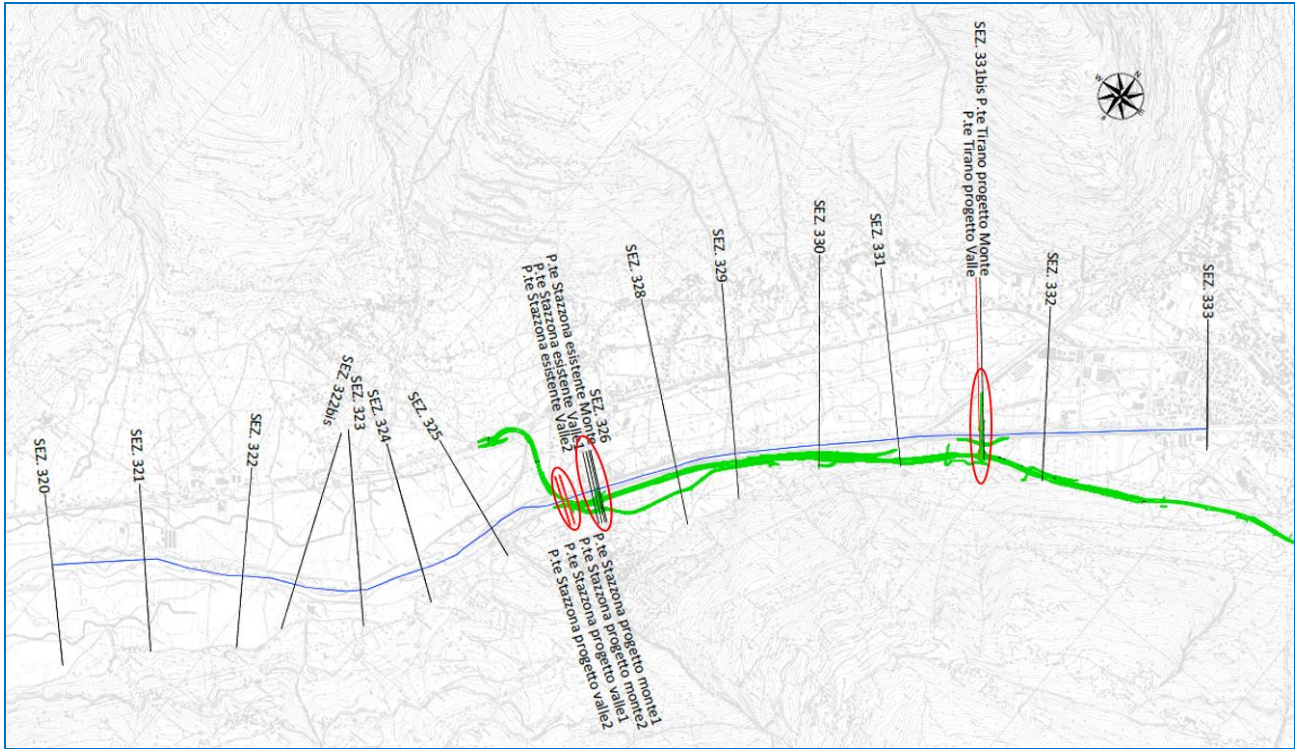 SEZ. 320
SEZ. 321
SEZ. 322
SEZ. 322bis
SEZ. 323
SEZ. 324
SEZ. 325
P.te Stazzona esistente Monte
P.te Stazzona esistente Valle1
P.te Stazzona esistente Valle2
SEZ. 326
SEZ. 328
SEZ. 329
SEZ. 330
SEZ. 331
SEZ. 331bis P.te Tirano progetto Monte
P.te Tirano progetto Valle
SEZ. 332
SEZ. 333
P.te Stazzona progetto monte1
P.te Stazzona progetto monte2
P.te Stazzona progetto valle1
P.te Stazzona progetto valle2
N
W